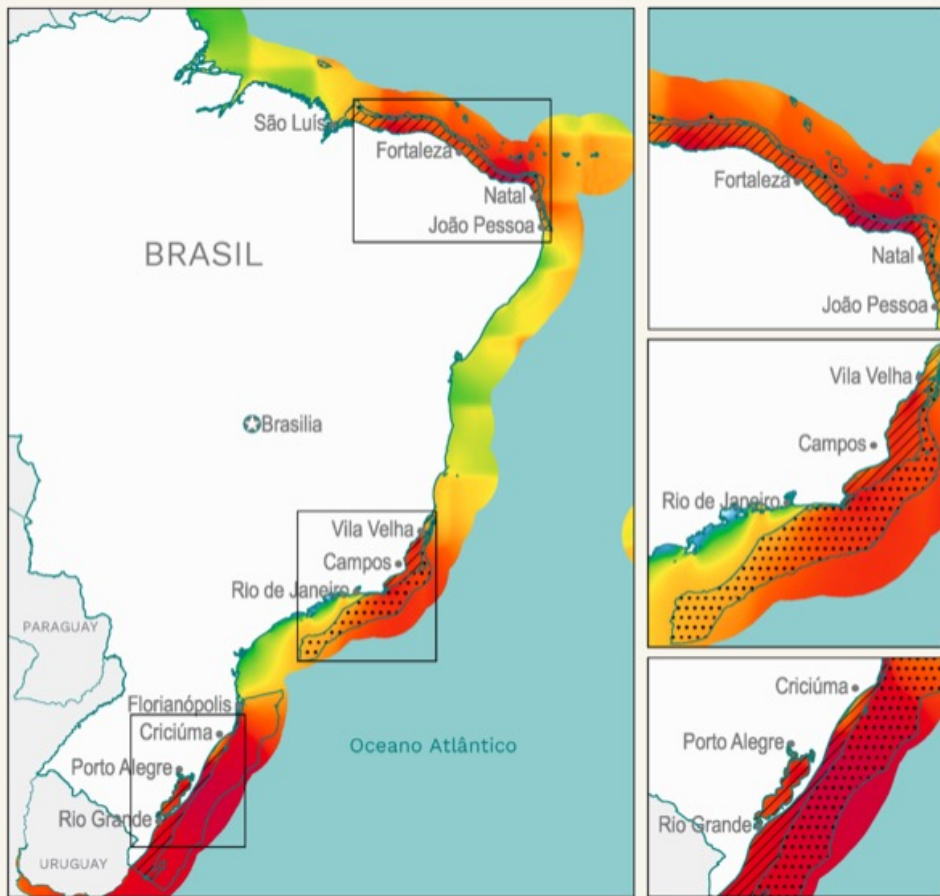 São Luís
Fortaleza
Natal
João Pessoa
BRASIL
Brasilia
Vila Velha
Campos
Rio de Janeiro
PARAGUAY
Florianópolis
Criciúma
Oceano Atlântico
Porto Alegre
Rio Grande
URUGUAY
Fortaleza
Natal
João Pessoa
Vila Velha
Campos
Rio de Janeiro
Criciúma
Porto Alegre
Rio Grande